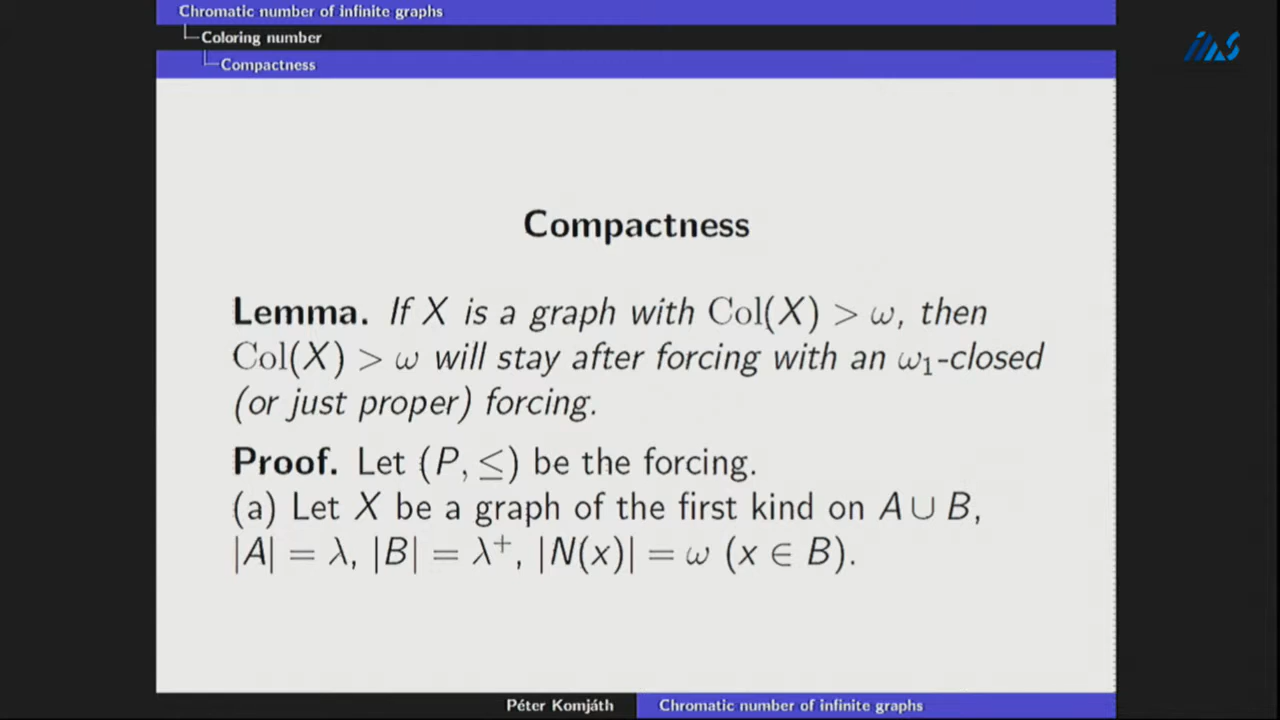 Chromatic number of infinite graphs
Coloring number
Compactness
iMS
Compactness
Lemma. If X is a graph with Col(X) > ω, then
Col(X) > ω will stay after forcing with an ω₁-closed
(or just proper) forcing.
Proof. Let (P, ≤) be the forcing.
(a) Let X be a graph of the first kind on A ∪ B,
|A| = λ, |B| = λ⁺, |N(x)| = ω (x ∈ B).
Péter Komjáth
Chromatic number of infinite graphs